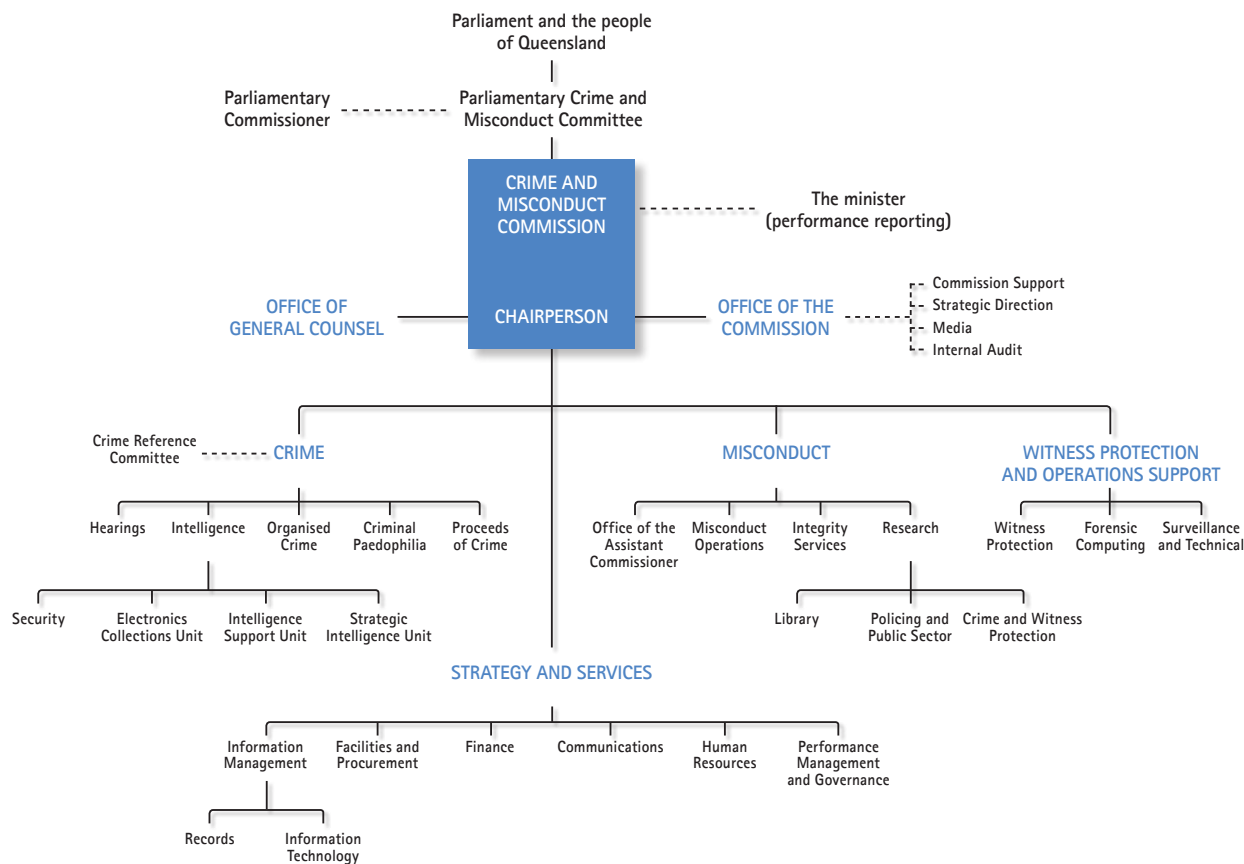 Parliament and the people
of Queensland
Parliamentary
Commissioner
Parliamentary Crime and
Misconduct Committee
CRIME AND
MISCONDUCT
COMMISSION
The minister
(performance reporting)
OFFICE OF
GENERAL COUNSEL
CHAIRPERSON
OFFICE OF THE
COMMISSION
Commission Support
Strategic Direction
Media
Internal Audit
Crime Reference
Committee
CRIME
MISCONDUCT
WITNESS PROTECTION
AND OPERATIONS SUPPORT
Hearings
Intelligence
Organised
Crime
Criminal
Paedophilia
Proceeds
of Crime
Office of the
Assistant
Commissioner
Misconduct
Operations
Integrity
Services
Research
Witness
Protection
Forensic
Computing
Surveillance
and Technical
Security
Electronics
Collections Unit
Intelligence
Support Unit
Strategic
Intelligence Unit
Library
Policing and
Public Sector
Crime and Witness
Protection
STRATEGY AND SERVICES
Information
Management
Facilities and
Procurement
Finance
Communications
Human
Resources
Performance
Management
and Governance
Records
Information
Technology